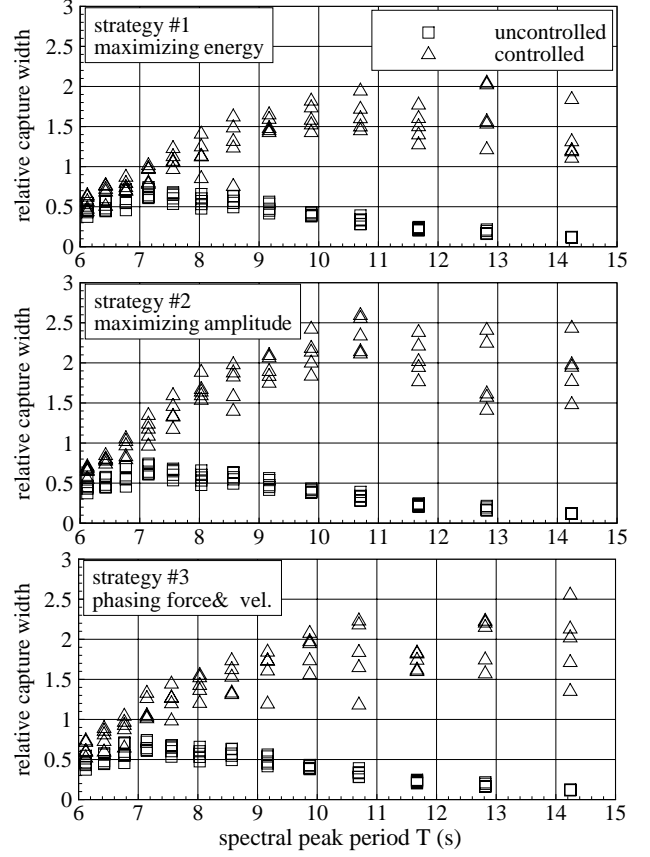 3
strategy #1
maximizing energy
uncontrolled
controlled
2.5
2
1.5
1
0.5
0
relative capture width
6 7 8 9 10 11 12 13 14 15
3
strategy #2
maximizing amplitude
2.5
2
1.5
1
0.5
0
relative capture width
6 7 8 9 10 11 12 13 14 15
3
strategy #3
phasing force& vel.
2.5
2
1.5
1
0.5
0
relative capture width
6 7 8 9 10 11 12 13 14 15
spectral peak period T (s)